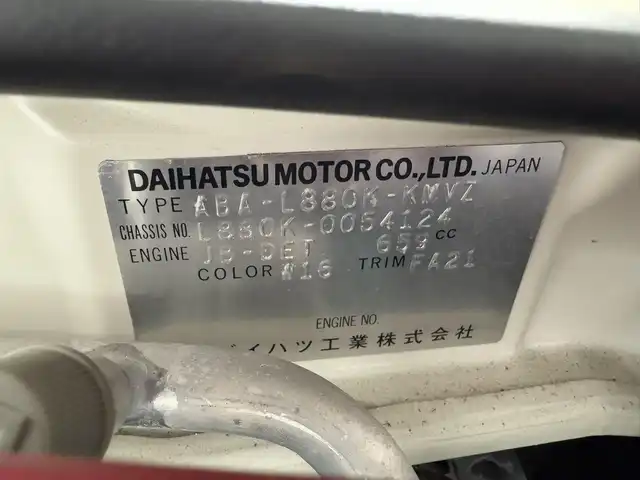 DAIHATSU MOTOR CO., LTD. JAPAN
TYPE ABA-L880K-KMVZ
CHASSIS NO. L880K-0054124
ENGINE JB-DET 659 CC
COLOR W16 TRIM FA21
ENGINE NO.
イハツ工業株式会社